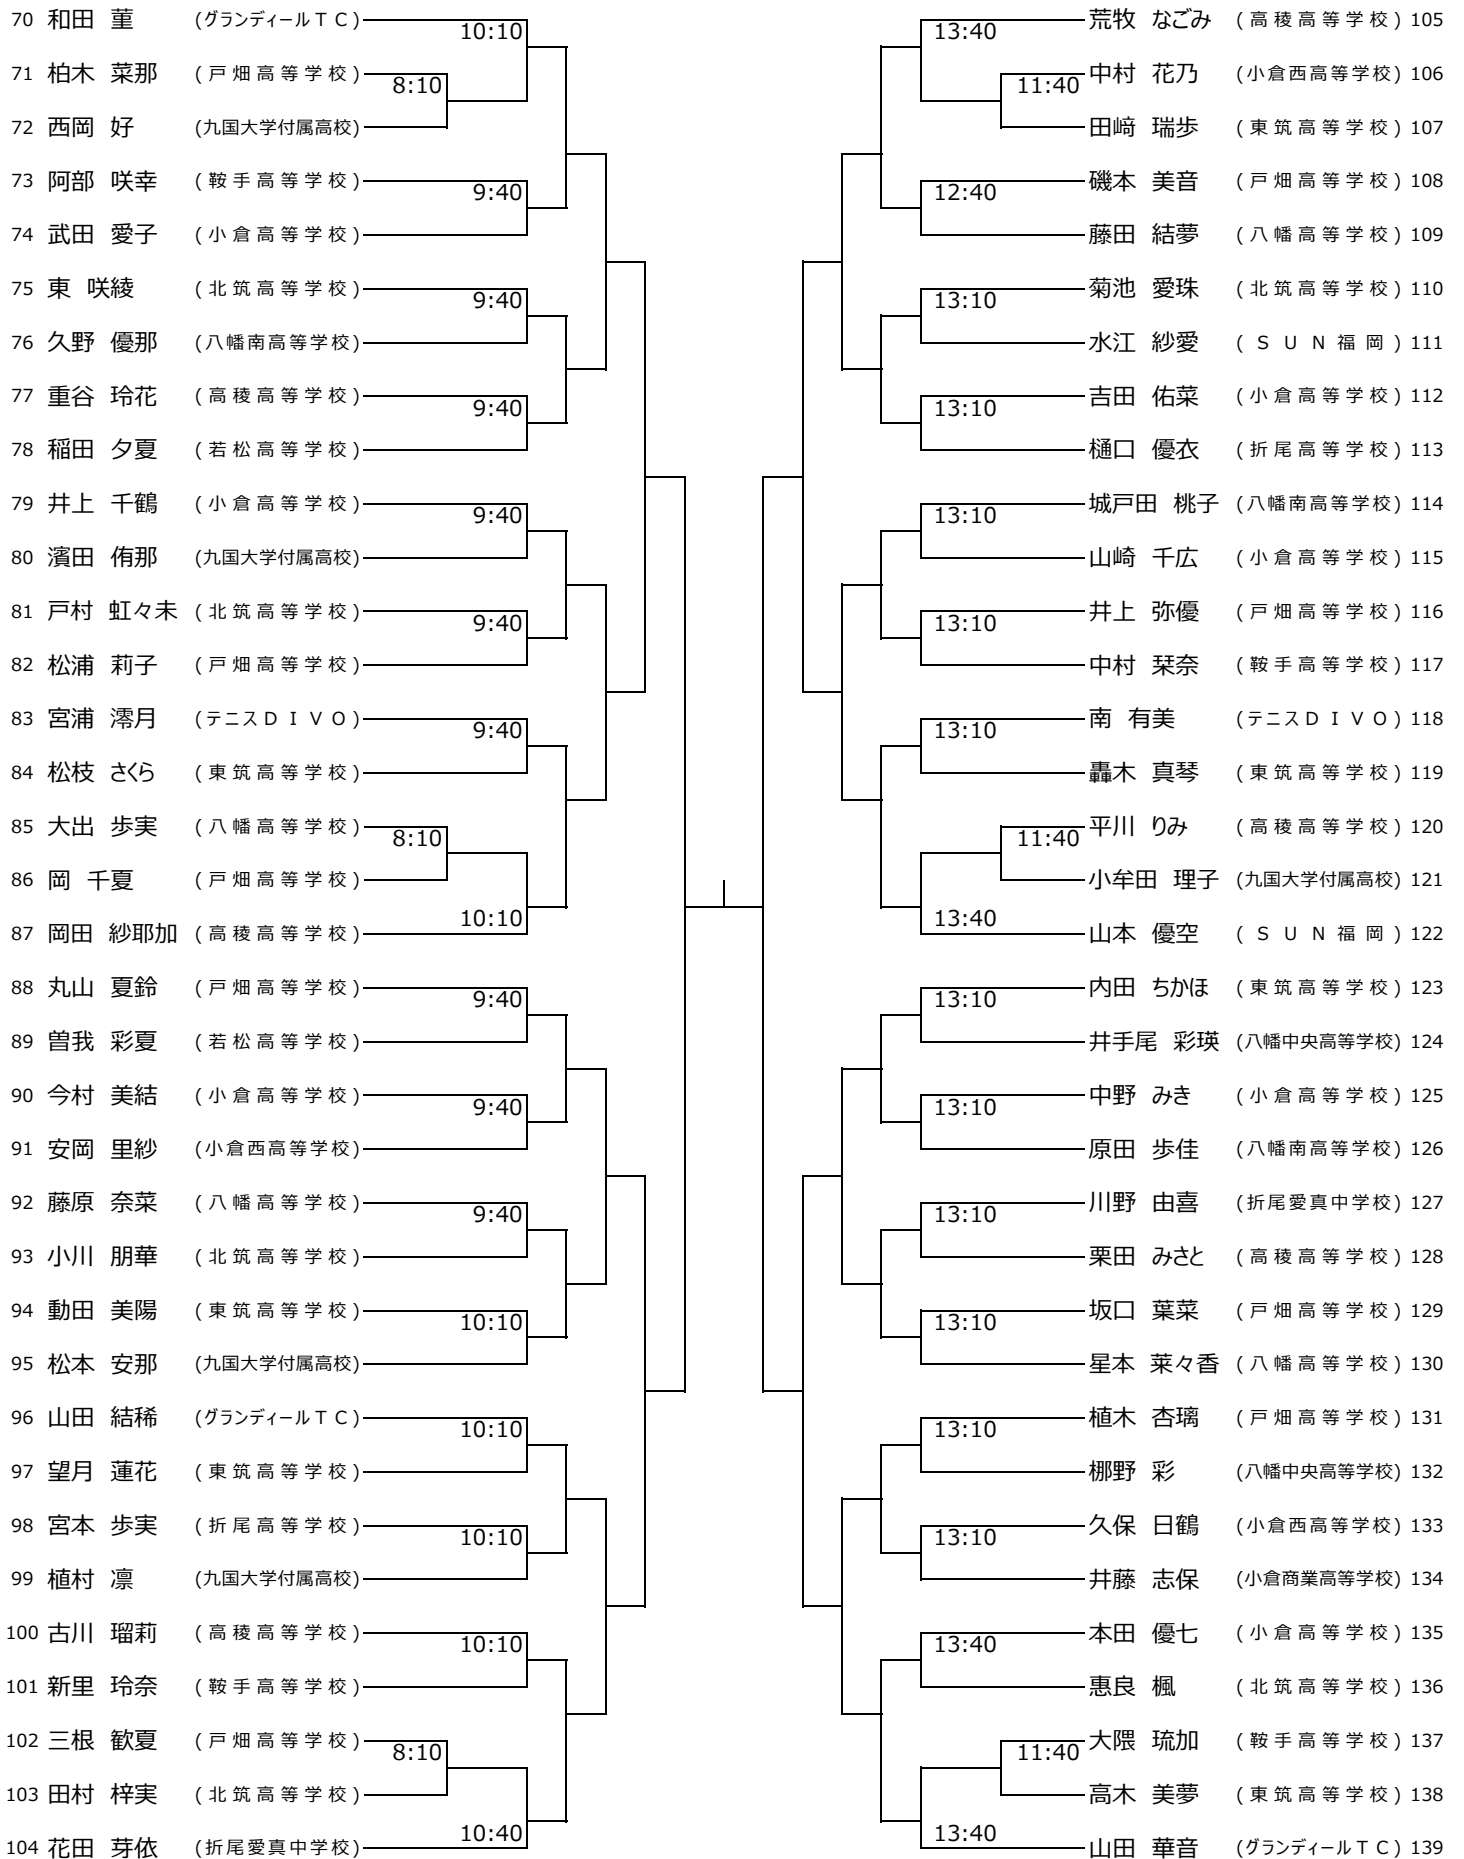 70 和田 菫 (グランディールＴＣ)
10:10
71 柏木 菜那 (戸畑高等学校)
8:10
72 西岡 好 (九国大学付属高校)
73 阿部 咲幸 (鞍手高等学校)
9:40
74 武田 愛子 (小倉高等学校)
75 東 咲綾 (北筑高等学校)
9:40
76 久野 優那 (八幡南高等学校)
77 重谷 玲花 (高稜高等学校)
9:40
78 稲田 夕夏 (若松高等学校)
79 井上 千鶴 (小倉高等学校)
9:40
80 濱田 侑那 (九国大学付属高校)
81 戸村 虹々未 (北筑高等学校)
9:40
82 松浦 莉子 (戸畑高等学校)
83 宮浦 澪月 (テニスＤＩＶＯ)
9:40
84 松枝 さくら (東筑高等学校)
85 大出 歩実 (八幡高等学校)
8:10
86 岡 千夏 (戸畑高等学校)
10:10
87 岡田 紗耶加 (高稜高等学校)
88 丸山 夏鈴 (戸畑高等学校)
9:40
89 曽我 彩夏 (若松高等学校)
90 今村 美結 (小倉高等学校)
9:40
91 安岡 里紗 (小倉西高等学校)
92 藤原 奈菜 (八幡高等学校)
9:40
93 小川 朋華 (北筑高等学校)
94 動田 美陽 (東筑高等学校)
10:10
95 松本 安那 (九国大学付属高校)
96 山田 結稀 (グランディールＴＣ)
10:10
97 望月 蓮花 (東筑高等学校)
98 宮本 歩実 (折尾高等学校)
10:10
99 植村 凛 (九国大学付属高校)
100 古川 瑠莉 (高稜高等学校)
10:10
101 新里 玲奈 (鞍手高等学校)
102 三根 歓夏 (戸畑高等学校)
8:10
103 田村 梓実 (北筑高等学校)
10:40
104 花田 芽依 (折尾愛真中学校)
荒牧 なごみ (高稜高等学校) 105
13:40
中村 花乃 (小倉西高等学校) 106
11:40
田﨑 瑞歩 (東筑高等学校) 107
磯本 美音 (戸畑高等学校) 108
12:40
藤田 結夢 (八幡高等学校) 109
菊池 愛珠 (北筑高等学校) 110
13:10
水江 紗愛 (ＳＵＮ福岡) 111
吉田 佑菜 (小倉高等学校) 112
13:10
樋口 優衣 (折尾高等学校) 113
城戸田 桃子 (八幡南高等学校) 114
13:10
山崎 千広 (小倉高等学校) 115
井上 弥優 (戸畑高等学校) 116
13:10
中村 栞奈 (鞍手高等学校) 117
南 有美 (テニスＤＩＶＯ) 118
13:10
轟木 真琴 (東筑高等学校) 119
平川 りみ (高稜高等学校) 120
11:40
小牟田 理子 (九国大学付属高校) 121
13:40
山本 優空 (ＳＵＮ福岡) 122
内田 ちかほ (東筑高等学校) 123
13:10
井手尾 彩瑛 (八幡中央高等学校) 124
中野 みき (小倉高等学校) 125
13:10
原田 歩佳 (八幡南高等学校) 126
川野 由喜 (折尾愛真中学校) 127
13:10
栗田 みさと (高稜高等学校) 128
坂口 葉菜 (戸畑高等学校) 129
13:10
星本 菜々香 (八幡高等学校) 130
植木 杏璃 (戸畑高等学校) 131
13:10
梛野 彩 (八幡中央高等学校) 132
久保 日鶴 (小倉西高等学校) 133
13:10
井藤 志保 (小倉商業高等学校) 134
本田 優七 (小倉高等学校) 135
13:40
惠良 楓 (北筑高等学校) 136
大隈 琉加 (鞍手高等学校) 137
11:40
高木 美夢 (東筑高等学校) 138
13:40
山田 華音 (グランディールＴＣ) 139